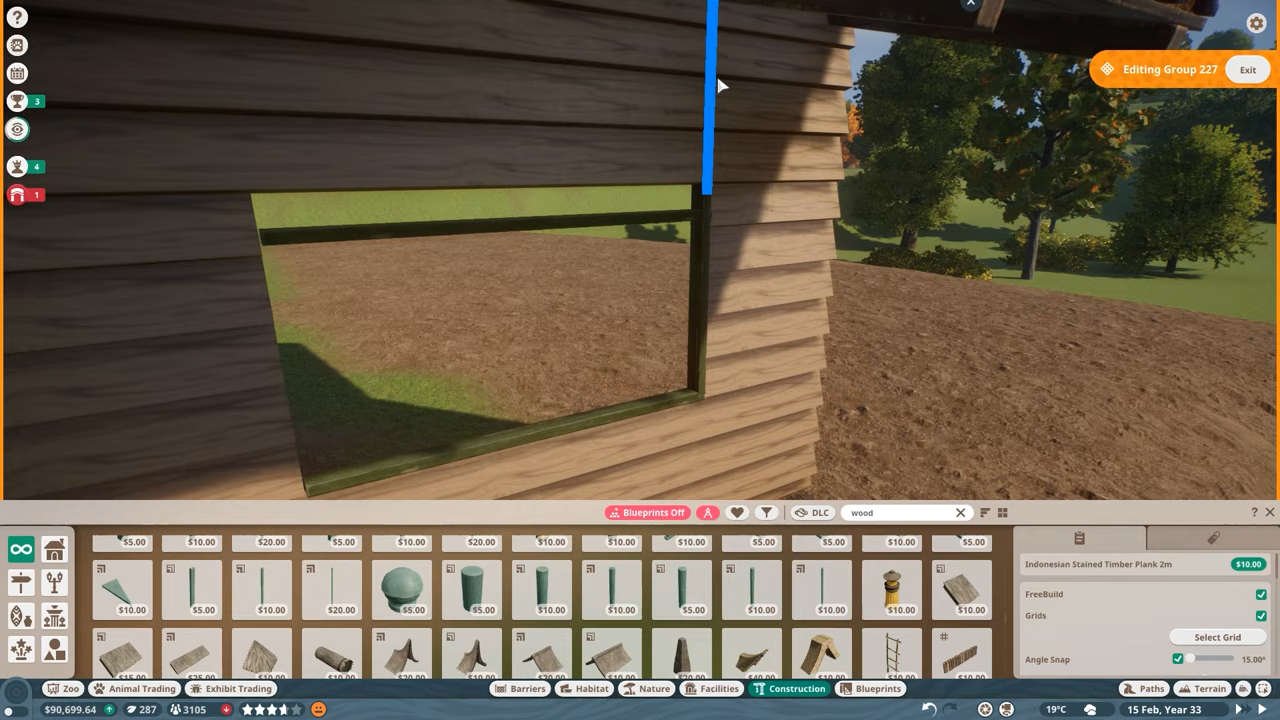 Editing Group 227
Exit
3
4
1
Blueprints Off
DLC
wood
$5.00 $10.00 $20.00 $5.00 $10.00 $20.00 $10.00 $10.00 $5.00 $5.00 $5.00 $10.00 $5.00
$10.00 $5.00 $10.00 $20.00 $5.00 $5.00 $10.00 $10.00 $5.00 $10.00 $10.00 $10.00 $10.00
Indonesian Stained Timber Plank 2m $10.00
FreeBuild
Grids
Select Grid
Angle Snap 15.00°
Zoo Animal Trading Exhibit Trading Barriers Habitat Nature Facilities Construction Blueprints Paths Terrain
$90,699.64 287 3105 19°C 15 Feb, Year 33